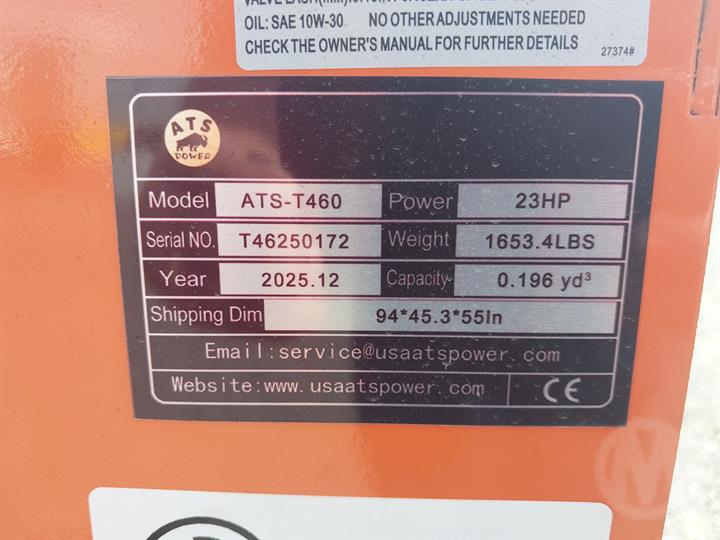 OIL: SAE 10W-30 NO OTHER ADJUSTMENTS NEEDED
CHECK THE OWNER'S MANUAL FOR FURTHER DETAILS
27374#
ATS
POWER
Model ATS-T460 Power 23HP
Serial NO. T46250172 Weight 1653.4LBS
Year 2025.12 Capacity 0.196 yd³
Shipping Dim 94*45.3*55In
Email:service@usaatspower.com
Website:www.usaatspower.com CE